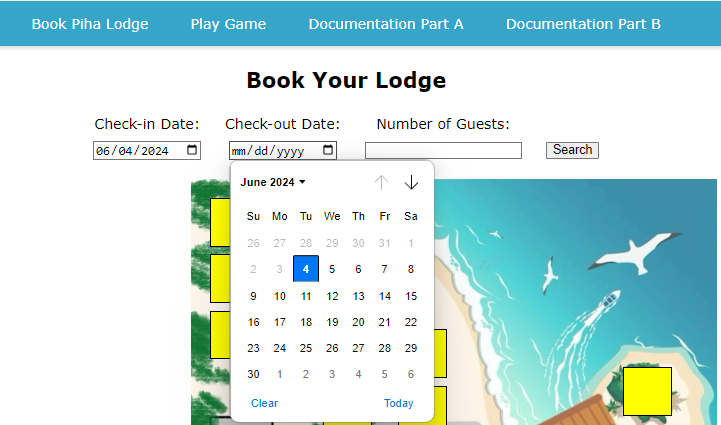 Book Piha Lodge Play Game Documentation Part A Documentation Part B
Book Your Lodge
Check-in Date: Check-out Date: Number of Guests:
06/04/2024 mm/dd/yyyy Search
June 2024
Su Mo Tu We Th Fr Sa
26 27 28 29 30 31 1
2 3 4 5 6 7 8
9 10 11 12 13 14 15
16 17 18 19 20 21 22
23 24 25 26 27 28 29
30 1 2 3 4 5 6
Clear Today